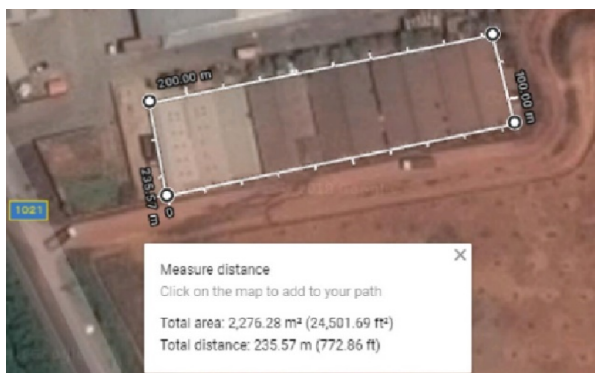 200.00 m
100.00 m
235.57 m
0
1021
Measure distance
Click on the map to add to your path
Total area: 2,276.28 m² (24,501.69 ft²)
Total distance: 235.57 m (772.86 ft)